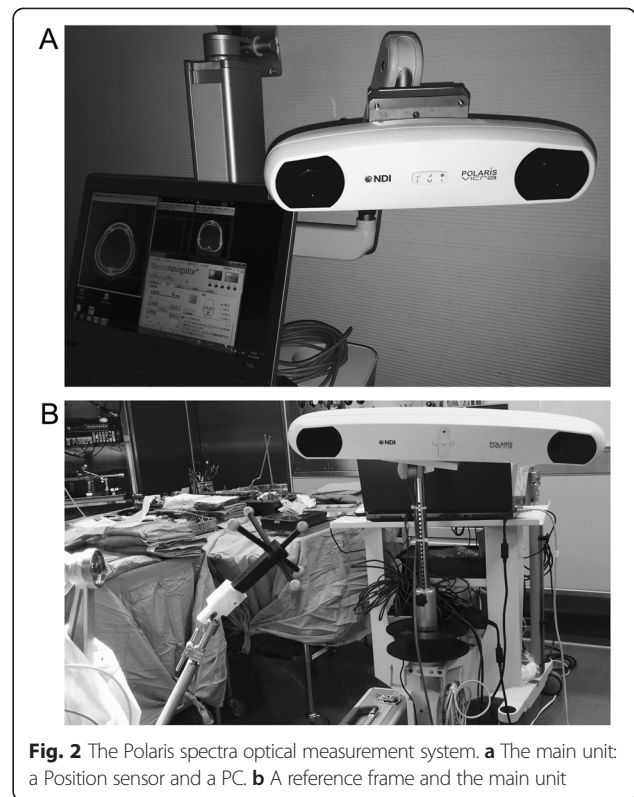 A
NDI
POLARIS
VICRA
Neuronavigator
B
NDI
POLARIS
Fig. 2 The Polaris spectra optical measurement system. a The main unit:
a Position sensor and a PC. b A reference frame and the main unit